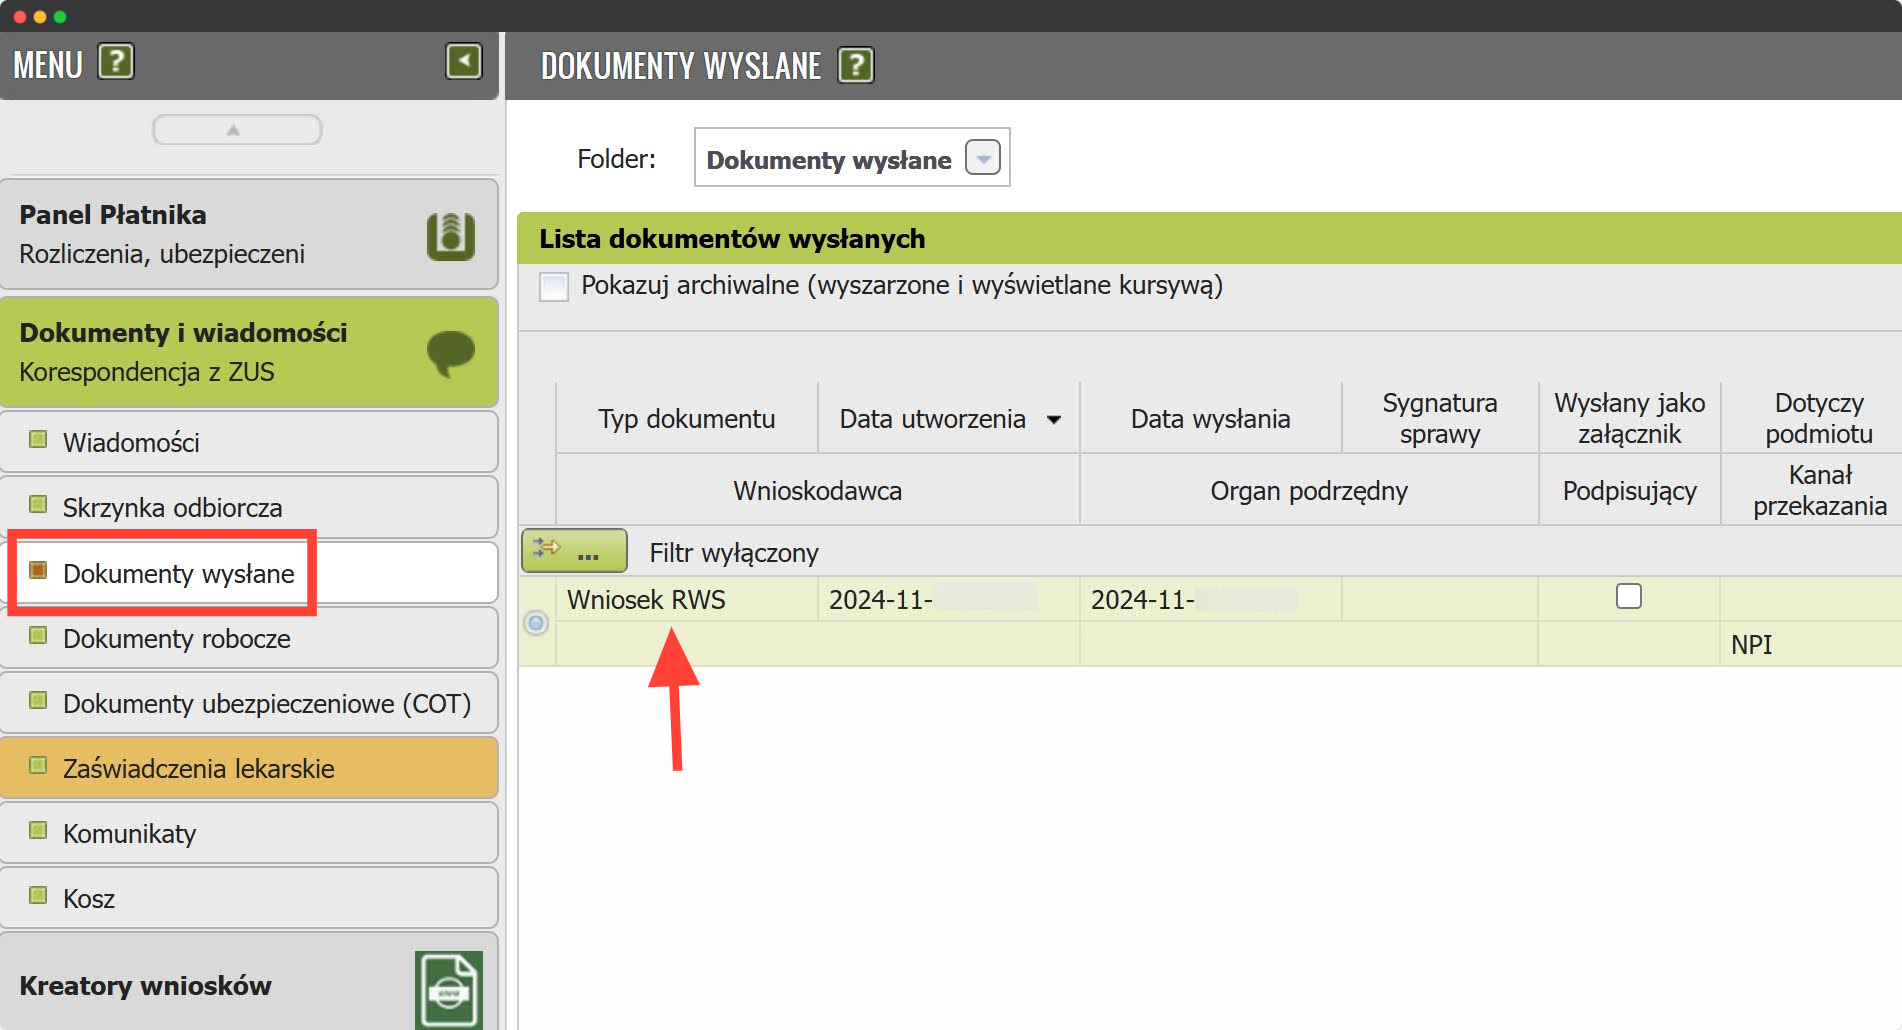 MENU ?
DOKUMENTY WYSŁANE ?
Panel Płatnika
Rozliczenia, ubezpieczeni
Dokumenty i wiadomości
Korespondencja z ZUS
Wiadomości
Skrzynka odbiorcza
Dokumenty wysłane
Dokumenty robocze
Dokumenty ubezpieczeniowe (COT)
Zaświadczenia lekarskie
Komunikaty
Kosz
Kreatory wniosków
Folder: Dokumenty wysłane
Lista dokumentów wysłanych
Pokazuj archiwalne (wyszarzone i wyświetlane kursywą)
Typ dokumentu
Data utworzenia
Data wysłania
Sygnatura
sprawy
Wysłany jako
załącznik
Dotyczy
podmiotu
Wnioskodawca
Organ podrzędny
Podpisujący
Kanał
przekazania
... Filtr wyłączony
Wniosek RWS 2024-11- 2024-11-
NPI